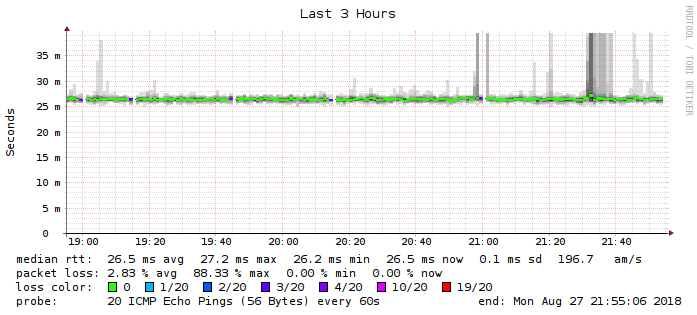 Last 3 Hours
RRDTOOL / TOBI OETIKER
Seconds
35 m
30 m
25 m
20 m
15 m
10 m
5 m
0
19:00 19:20 19:40 20:00 20:20 20:40 21:00 21:20 21:40
median rtt: 26.5 ms avg 27.2 ms max 26.2 ms min 26.5 ms now 0.1 ms sd 196.7 am/s
packet loss: 2.83 % avg 88.33 % max 0.00 % min 0.00 % now
loss color: 0 1/20 2/20 3/20 4/20 10/20 19/20
probe: 20 ICMP Echo Pings (56 Bytes) every 60s end: Mon Aug 27 21:55:06 2018